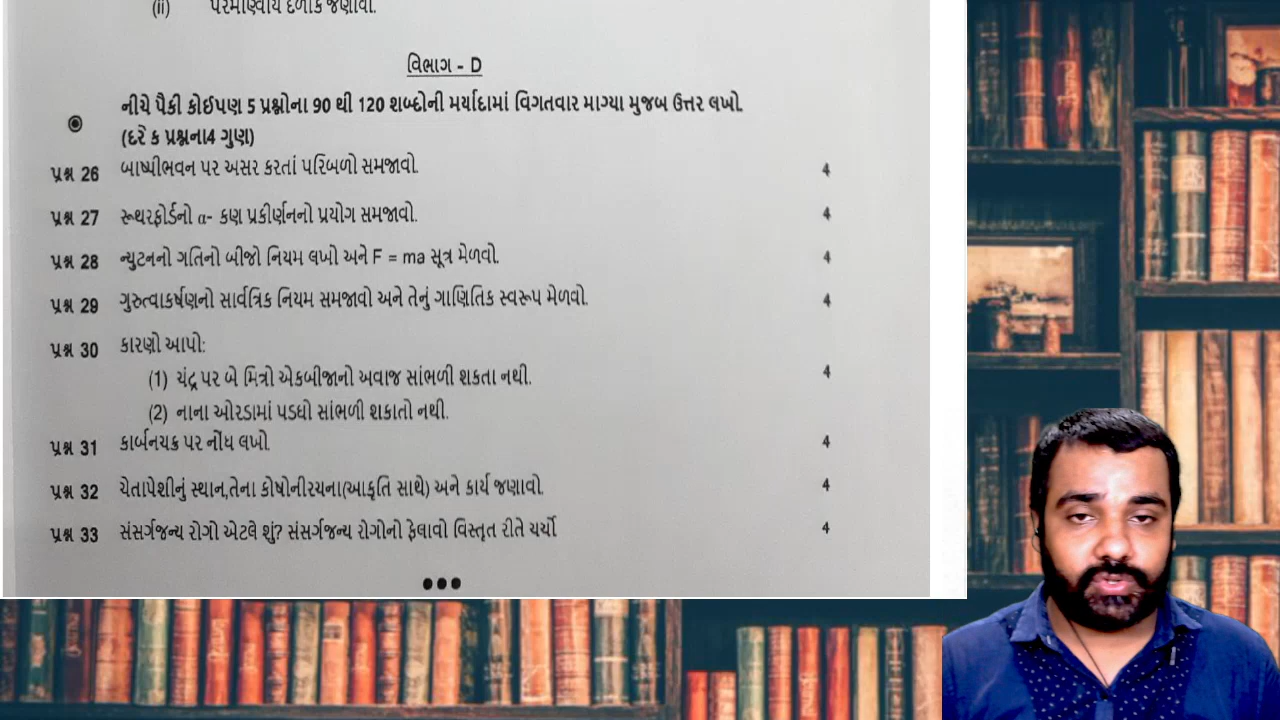 (ii) પરમાણ્વીય દળાંક જણાવો.
વિભાગ - D
નીચે પૈકી કોઈપણ 5 પ્રશ્નોના 90 થી 120 શબ્દોની મર્યાદામાં વિગતવાર માગ્યા મુજબ ઉત્તર લખો.
(દરે ક પ્રશ્નના4 ગુણ)
પ્રશ્ન 26 બાષ્પીભવન પર અસર કરતાં પરિબળો સમજાવો. 4
પ્રશ્ન 27 રૂથરફોર્ડનો α- કણ પ્રકીર્ણનનો પ્રયોગ સમજાવો. 4
પ્રશ્ન 28 ન્યુટનનો ગતિનો બીજો નિયમ લખો અને F = ma સૂત્ર મેળવો. 4
પ્રશ્ન 29 ગુરુત્વાકર્ષણનો સાર્વત્રિક નિયમ સમજાવો અને તેનું ગાણિતિક સ્વરૂપ મેળવો. 4
પ્રશ્ન 30 કારણો આપો:
(1) ચંદ્ર પર બે મિત્રો એકબીજાનો અવાજ સાંભળી શકતા નથી. 4
(2) નાના ઓરડામાં પડઘો સાંભળી શકાતો નથી.
પ્રશ્ન 31 કાર્બનચક્ર પર નોંધ લખો. 4
પ્રશ્ન 32 ચેતાપેશીનું સ્થાન,તેના કોષોનીરચના(આકૃતિ સાથે) અને કાર્ય જણાવો. 4
પ્રશ્ન 33 સંસર્ગજન્ય રોગો એટલે શું? સંસર્ગજન્ય રોગોનો ફેલાવો વિસ્તૃત રીતે ચર્ચો 4